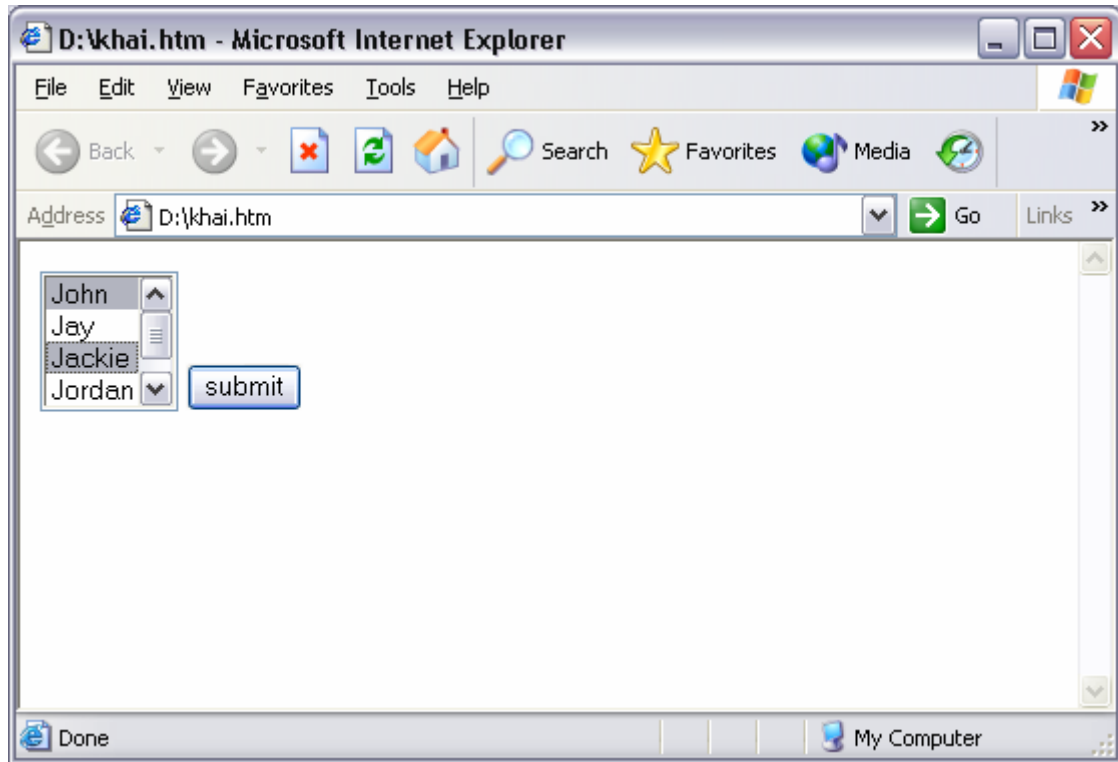 D:\khai.htm - Microsoft Internet Explorer
File Edit View Favorites Tools Help
Back Search Favorites Media
Address D:\khai.htm Go Links
John
Jay
Jackie
Jordan
submit
Done My Computer